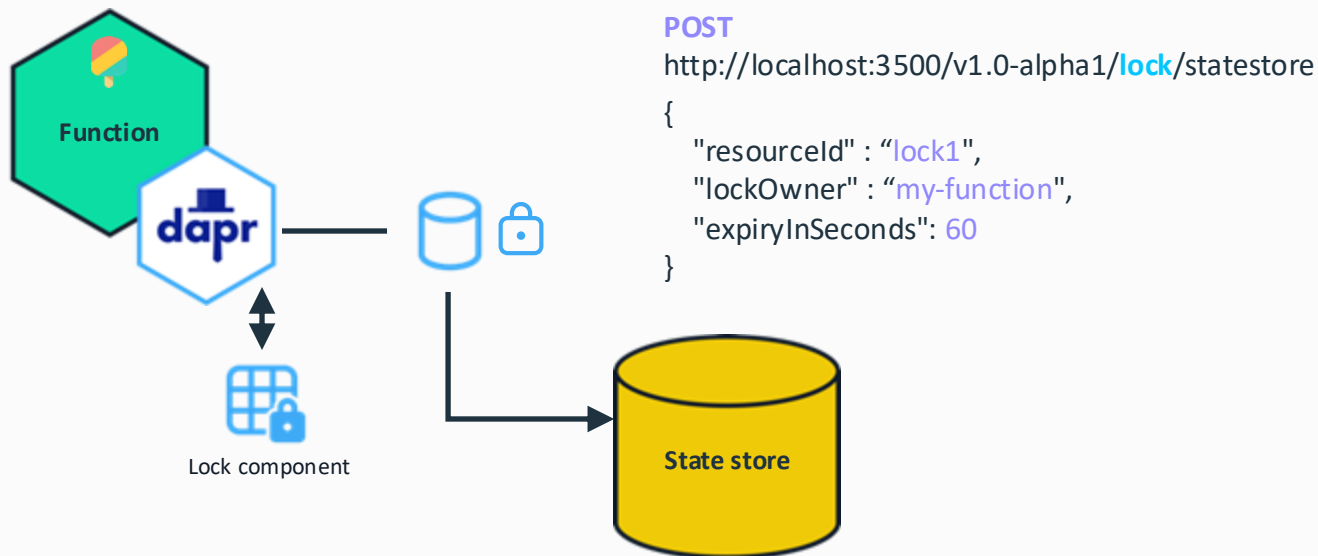 POST
http://localhost:3500/v1.0-alpha1/lock/statestore
{
"resourceId" : “lock1",
"lockOwner" : “my-function",
"expiryInSeconds": 60
}
Function
dapr
Lock component
State store